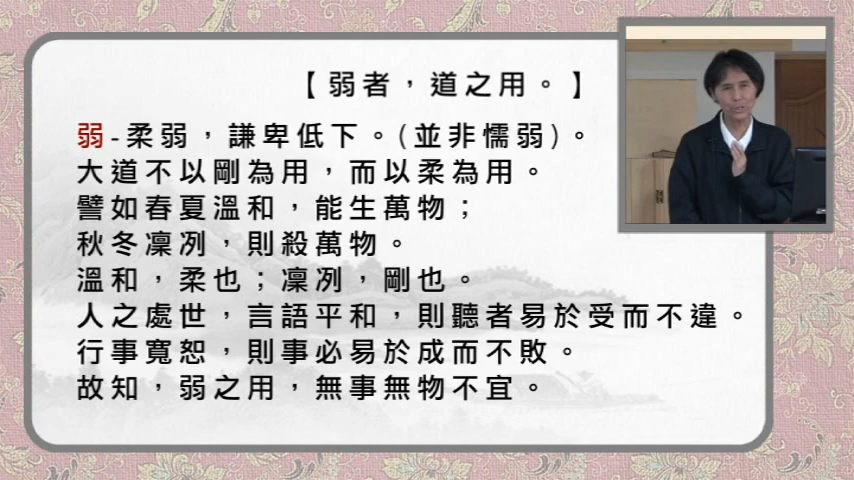 【弱者，道之用。】
弱-柔弱，謙卑低下。(並非懦弱)。
大道不以剛為用，而以柔為用。
譬如春夏溫和，能生萬物；
秋冬凜冽，則殺萬物。
溫和，柔也；凜冽，剛也。
人之處世，言語平和，則聽者易於受而不違。
行事寬恕，則事必易於成而不敗。
故知，弱之用，無事無物不宜。